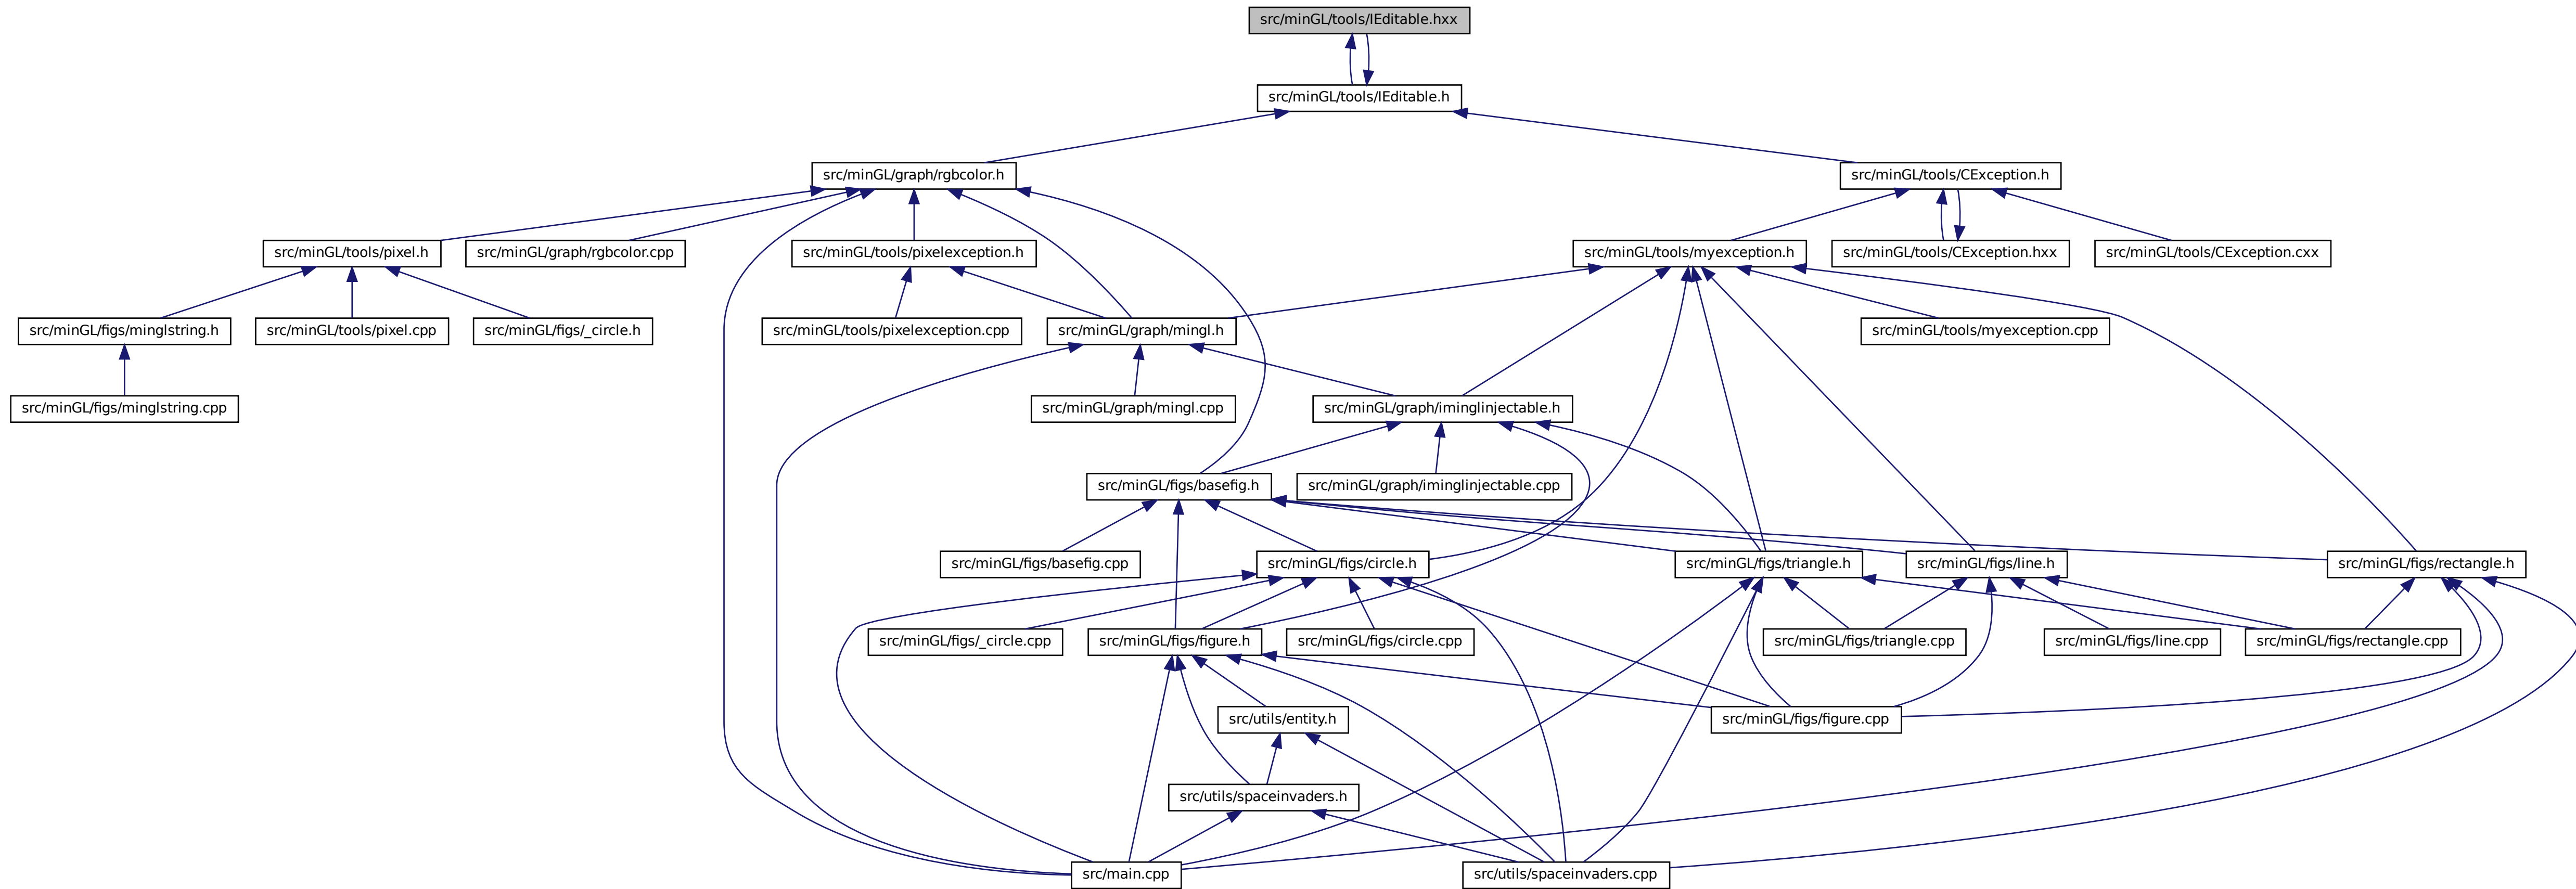 src/minGL/tools/IEditable.hxx
src/minGL/tools/IEditable.h
src/minGL/graph/rgbcolor.h
src/minGL/tools/CException.h
src/minGL/tools/pixel.h
src/minGL/graph/rgbcolor.cpp
src/minGL/tools/pixelexception.h
src/minGL/tools/myexception.h
src/minGL/tools/CException.hxx
src/minGL/tools/CException.cxx
src/minGL/figs/minglstring.h
src/minGL/tools/pixel.cpp
src/minGL/figs/_circle.h
src/minGL/tools/pixelexception.cpp
src/minGL/graph/mingl.h
src/minGL/tools/myexception.cpp
src/minGL/figs/minglstring.cpp
src/minGL/graph/mingl.cpp
src/minGL/graph/iminglinjectable.h
src/minGL/figs/basefig.h
src/minGL/graph/iminglinjectable.cpp
src/minGL/figs/basefig.cpp
src/minGL/figs/circle.h
src/minGL/figs/triangle.h
src/minGL/figs/line.h
src/minGL/figs/rectangle.h
src/minGL/figs/_circle.cpp
src/minGL/figs/figure.h
src/minGL/figs/circle.cpp
src/minGL/figs/triangle.cpp
src/minGL/figs/line.cpp
src/minGL/figs/rectangle.cpp
src/utils/entity.h
src/minGL/figs/figure.cpp
src/utils/spaceinvaders.h
src/main.cpp
src/utils/spaceinvaders.cpp